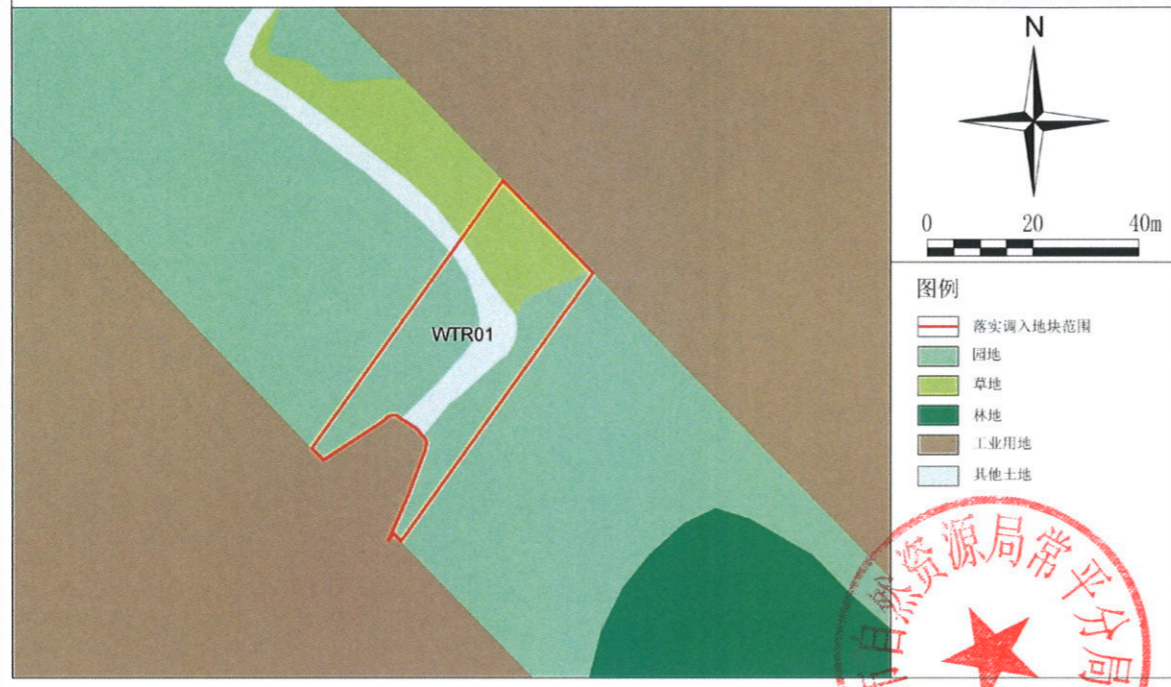 N
0 20 40m
图例
落实调入地块范围
园地
草地
林地
工业用地
其他土地
WTR01
自然资源局常平分局